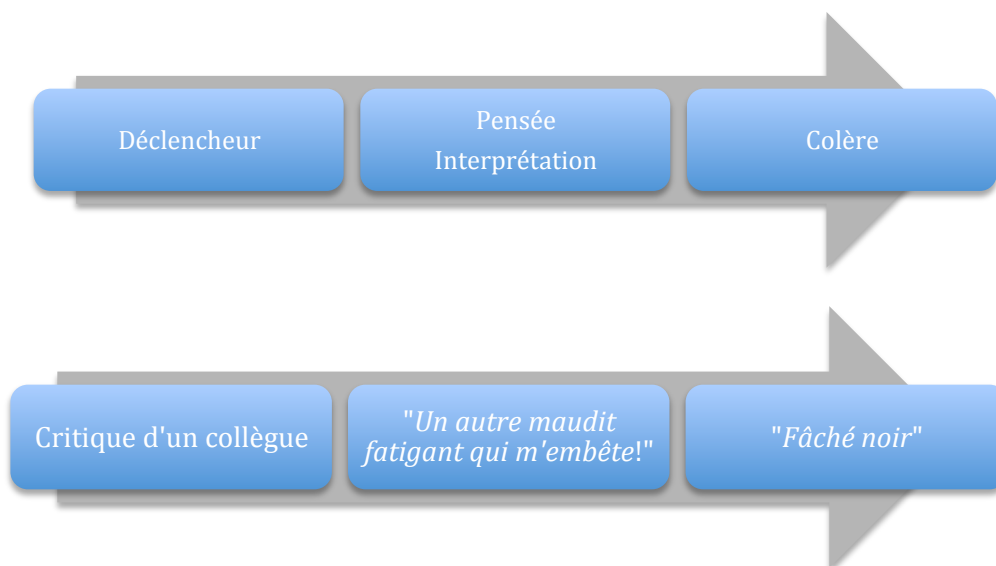 Déclencheur
Pensée
Interprétation
Colère
Critique d'un collègue
"Un autre maudit
fatigant qui m'embête!"
"Fâché noir"